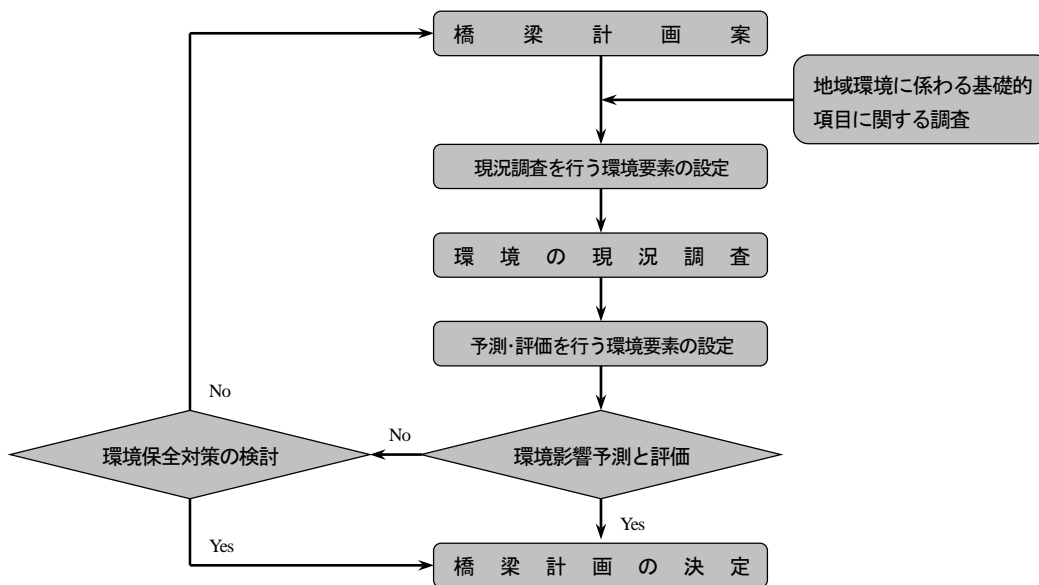 橋梁計画案
地域環境に係わる基礎的
項目に関する調査
現況調査を行う環境要素の設定
環境の現況調査
予測･評価を行う環境要素の設定
No
No
環境保全対策の検討
環境影響予測と評価
Yes
Yes
橋梁計画の決定